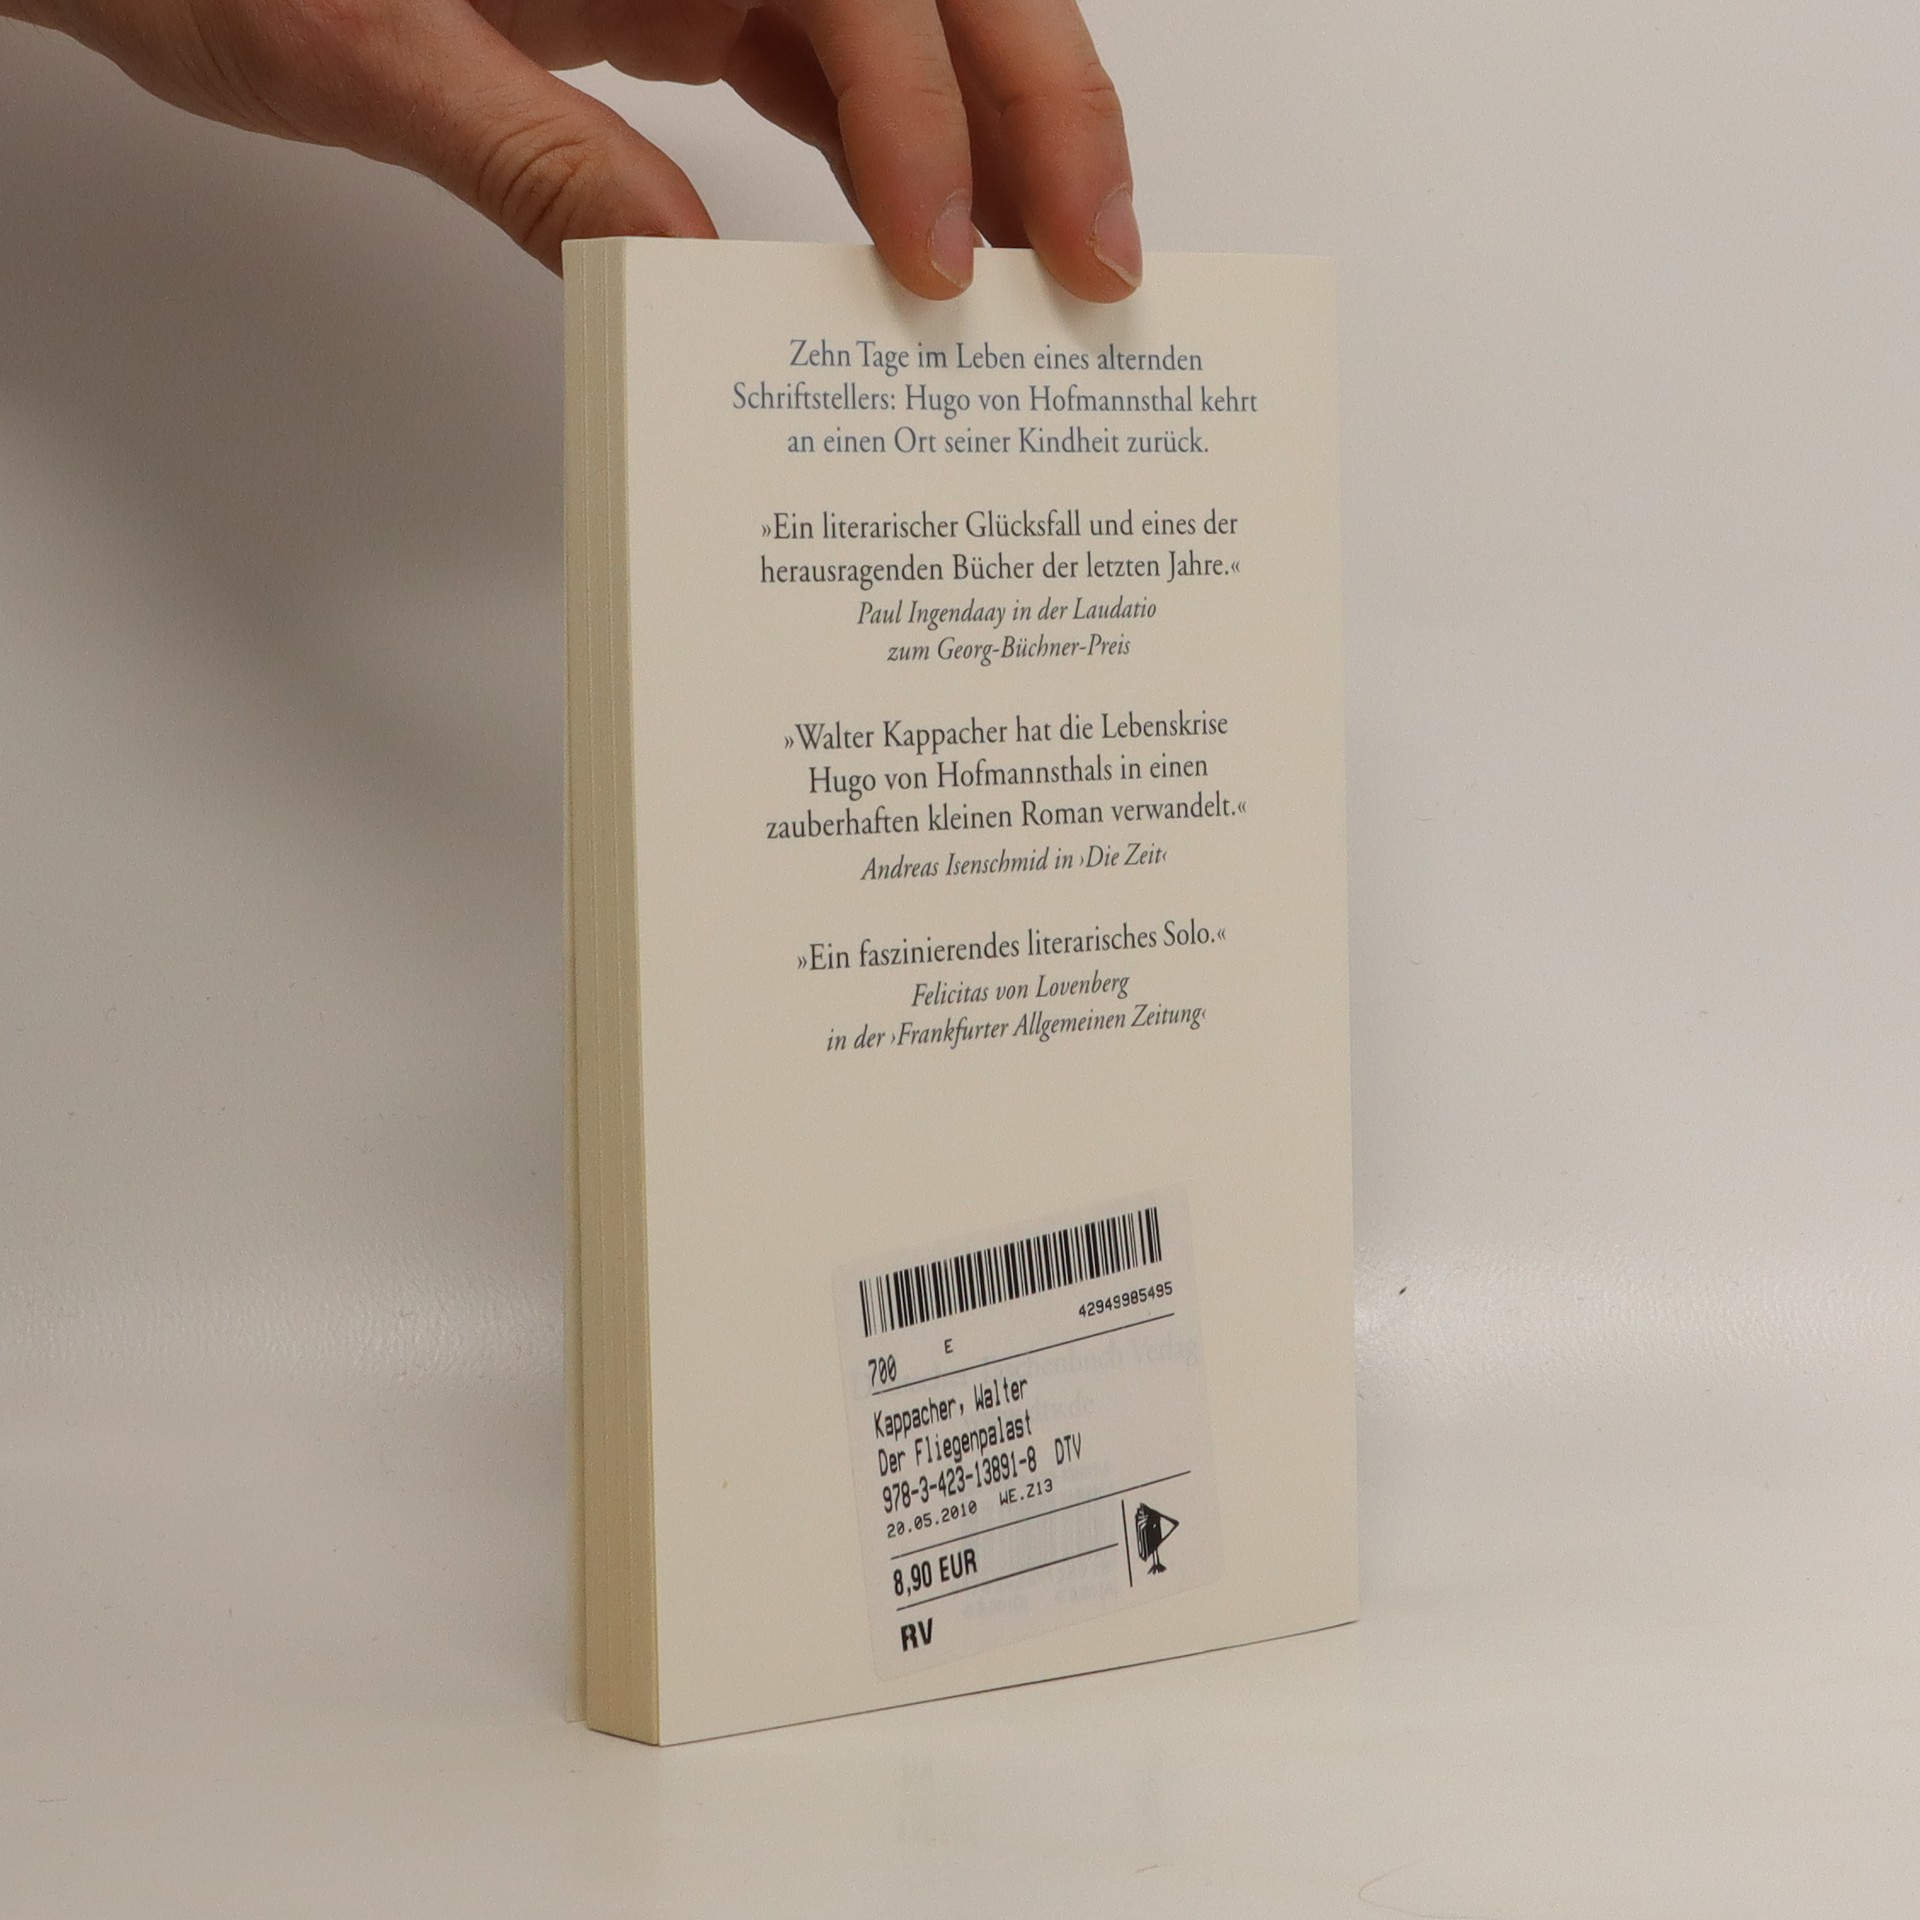 Zehn Tage im Leben eines alternden
Schriftstellers: Hugo von Hofmannsthal kehrt
an einen Ort seiner Kindheit zurück.
»Ein literarischer Glücksfall und eines der
herausragenden Bücher der letzten Jahre.«
Paul Ingendaay in der Laudatio
zum Georg-Büchner-Preis
»Walter Kappacher hat die Lebenskrise
Hugo von Hofmannsthals in einen
zauberhaften kleinen Roman verwandelt.«
Andreas Isenschmid in ›Die Zeit‹
»Ein faszinierendes literarisches Solo.«
Felicitas von Lovenberg
in der ›Frankfurter Allgemeinen Zeitung‹
42949985495
700 E
Kappacher, Walter
Der Fliegenpalast
978-3-423-13891-8 DTV
20.05.2010 WE.Z13
8,90 EUR
RV
Taschenbuch Verlag